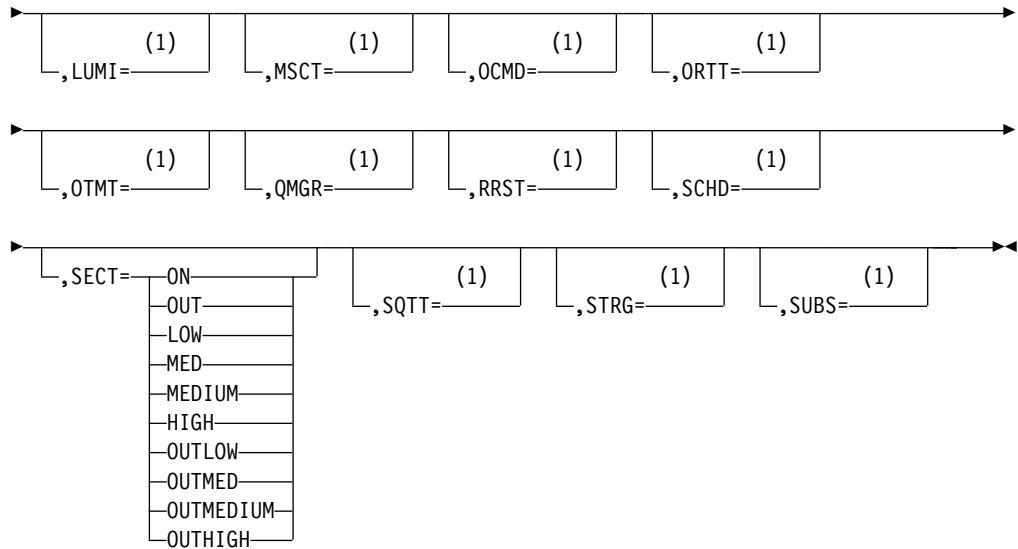 (1) (1) (1) (1)
,LUMI= ,MSCT= ,OCMD= ,ORTT=
(1) (1) (1) (1)
,OTMT= ,QMGR= ,RRST= ,SCHD=
,SECT= ON (1) (1) (1)
OUT ,SQTT= ,STRG= ,SUBS=
LOW
MED
MEDIUM
HIGH
OUTLOW
OUTMED
OUTMEDIUM
OUTHIGH